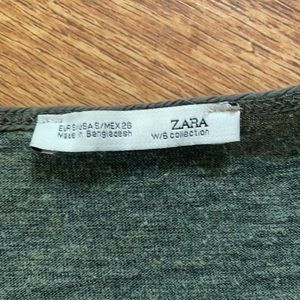 EUR S/USA S/MEX 26
Made in Bangladesh
ZARA
W/B collection